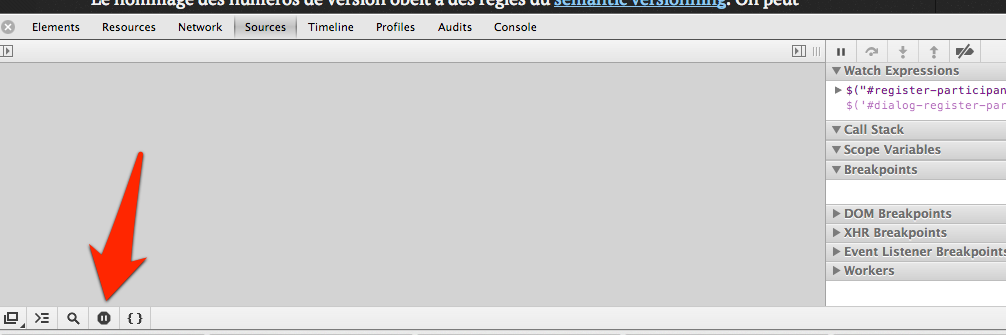 Le nommage des numéros de version obéit à des règles du semantic versionning. On peut
Elements Resources Network Sources Timeline Profiles Audits Console
Watch Expressions
$("#register-participan
$('#dialog-register-par
Call Stack
Scope Variables
Breakpoints
DOM Breakpoints
XHR Breakpoints
Event Listener Breakpoints
Workers